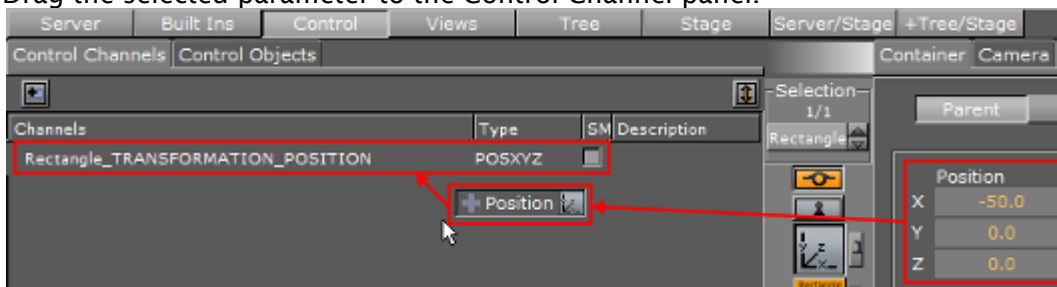 Drag the selected parameter to the Control Channel panel.
Server Built Ins Control Views Tree Stage Server/Stage +Tree/Stage
Control Channels Control Objects Container Camera
Selection
1/1
Parent
Channels Type SM Description
Rectangle
Rectangle_TRANSFORMATION_POSITION POSXYZ
Position
+ Position
X -50.0
Y 0.0
Z 0.0
Rectangle